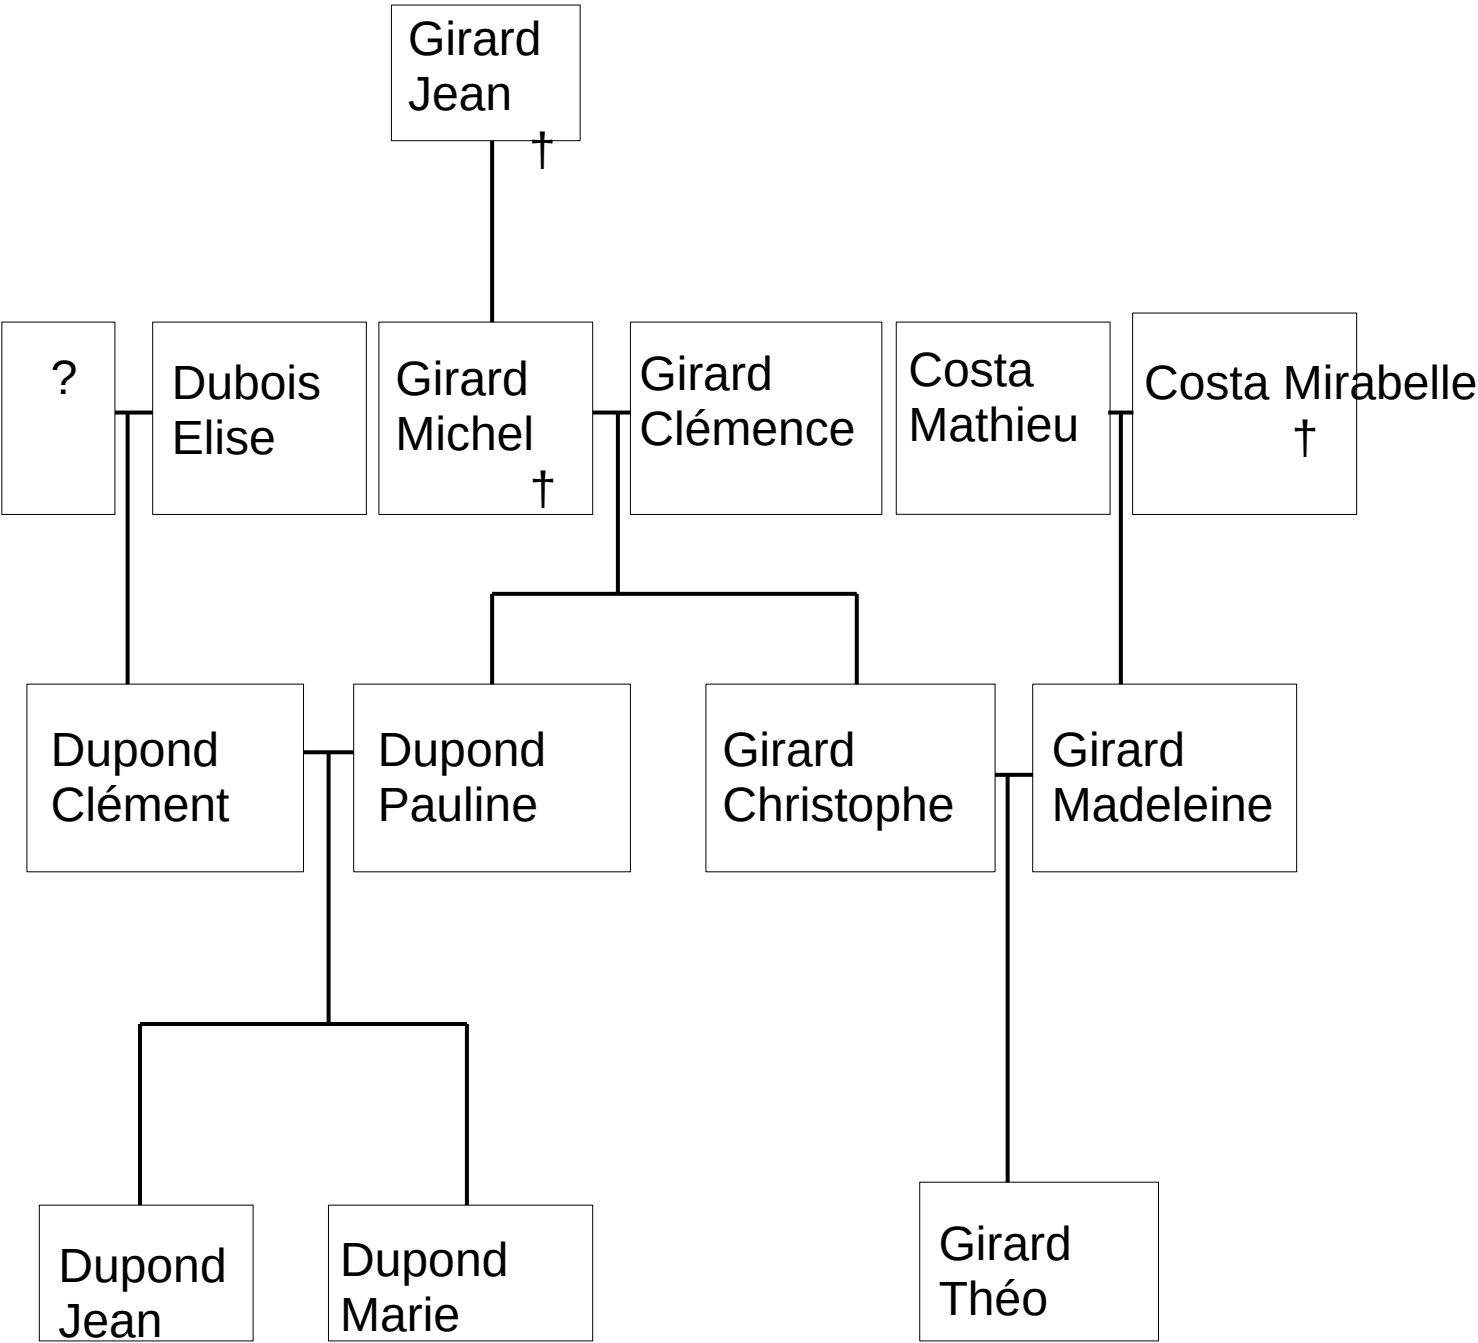 Girard
Jean
†
?
Dubois
Elise
Girard
Michel
†
Girard
Clémence
Costa
Mathieu
Costa Mirabelle
†
Dupond
Clément
Dupond
Pauline
Girard
Christophe
Girard
Madeleine
Dupond
Jean
Dupond
Marie
Girard
Théo